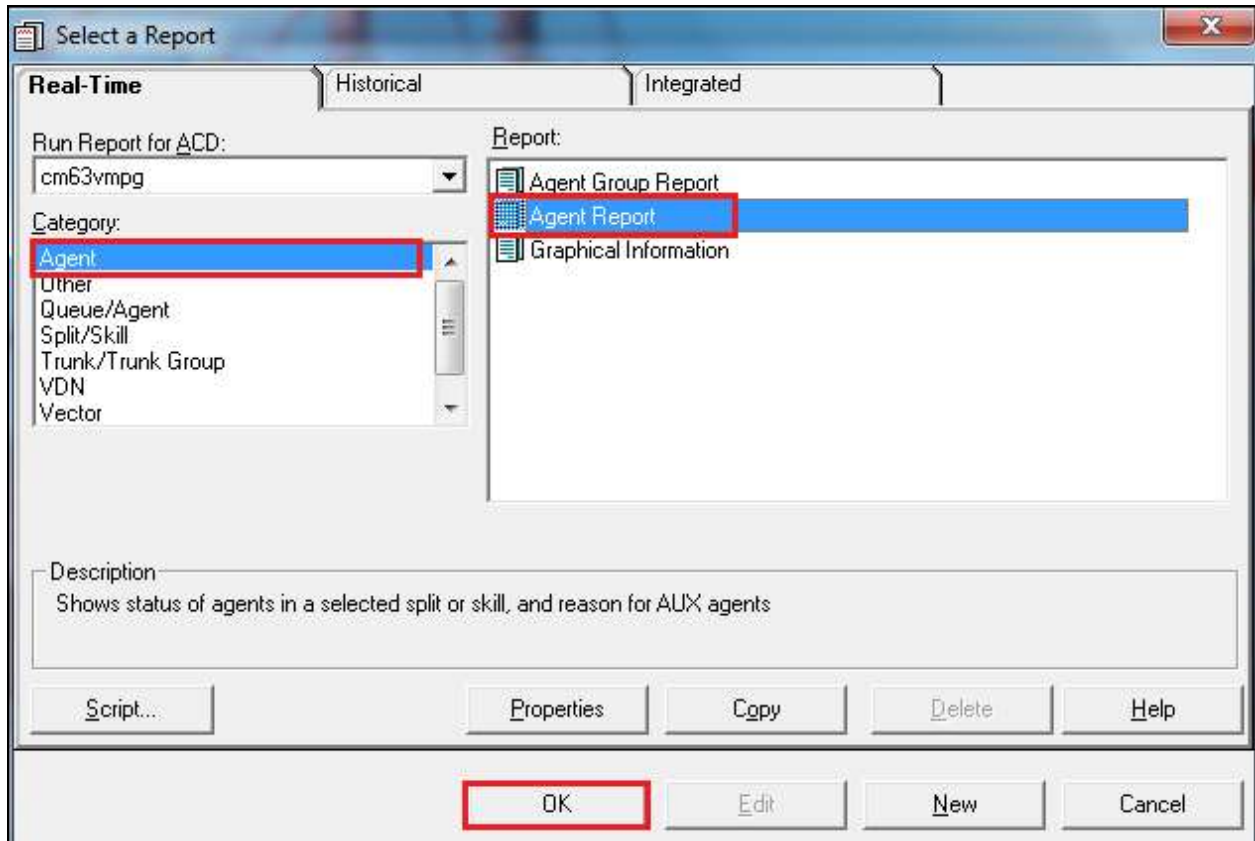 Select a Report
Real-Time
Historical
Integrated
Run Report for ACD:
cm63vmpg
Category:
Agent
Other
Queue/Agent
Split/Skill
Trunk/Trunk Group
VDN
Vector
Report:
Agent Group Report
Agent Report
Graphical Information
Description
Shows status of agents in a selected split or skill, and reason for AUX agents
Script...
Properties
Copy
Delete
Help
OK
Edit
New
Cancel